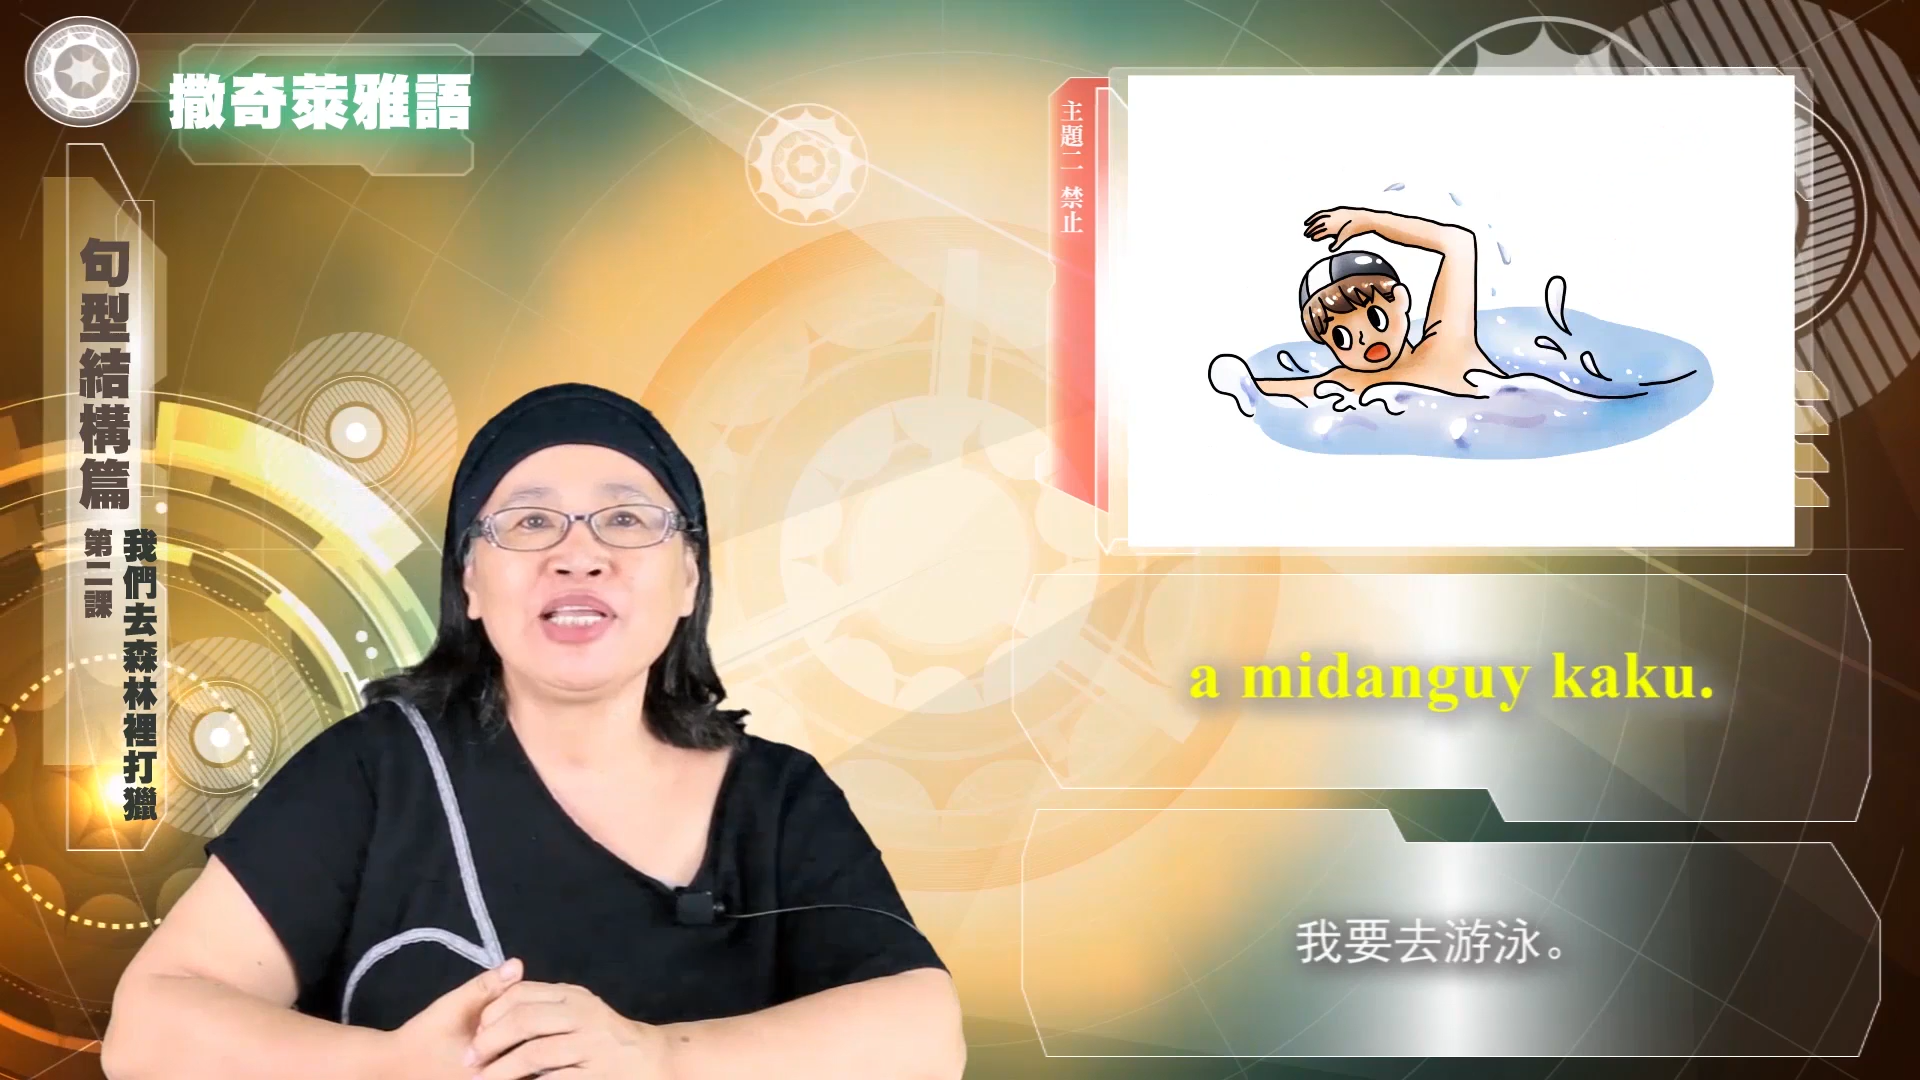 撒奇萊雅語
句型結構篇
第二課
我們去森林裡打獵
主題二 禁止
a midanguy kaku.
我要去游泳。